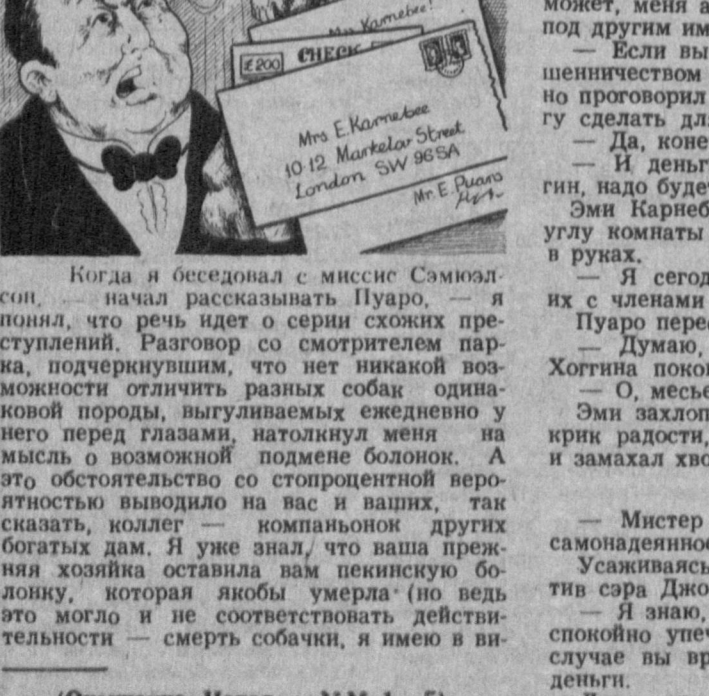 Mrs Karnebee!
£200 CHECK
Mrs E. Karnebee
10-12 Markelov Street
London SW 96SA
Mr. E. Puaro
Когда я беседовал с миссис Сэмюэл-
сон, — начал рассказывать Пуаро, — я
понял, что речь идет о серии схожих пре-
ступлений. Разговор со смотрителем пар-
ка, подчеркнувшим, что нет никакой воз-
можности отличить разных собак одина-
ковой породы, выгуливаемых ежедневно у
него перед глазами, натолкнул меня на
мысль о возможной подмене болонок. А
это обстоятельство со стопроцентной веро-
ятностью выводило на вас и ваших, так
сказать, коллег — компаньонок других
богатых дам. Я уже знал, что ваша преж-
няя хозяйка оставила вам пекинскую бо-
лонку, которая якобы умерла (но ведь
это могло и не соответствовать действи-
тельности — смерть собачки, я имею в ви-
может, меня а
под другим им
— Если вы
шенничеством
но проговорил
гу сделать дл
— Да, коне
— И деньг
гин, надо буде
Эми Карнеб
углу комнаты
в руках.
— Я сегод
их с членами
Пуаро пере
— Думаю,
Хоггина покo
— О, месье
Эми захлоп
крик радости,
и замахал хво
— Мистер
самонадеянно
Усаживаясь
тив сэра Джо
— Я знаю,
спокойно упеч
случае вы вр
деньги.